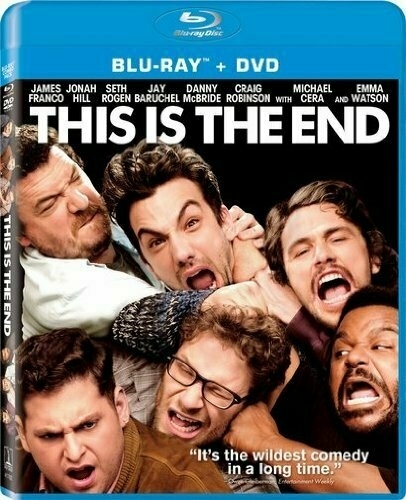 Blu-ray Disc
BLU-RAY™ + DVD
JAMES FRANCO JONAH HILL SETH ROGEN JAY BARUCHEL DANNY McBRIDE CRAIG ROBINSON WITH MICHAEL CERA AND EMMA WATSON
THIS IS THE END
THIS IS THE END
"It's the wildest comedy
in a long time."
-Owen Gleiberman, Entertainment Weekly